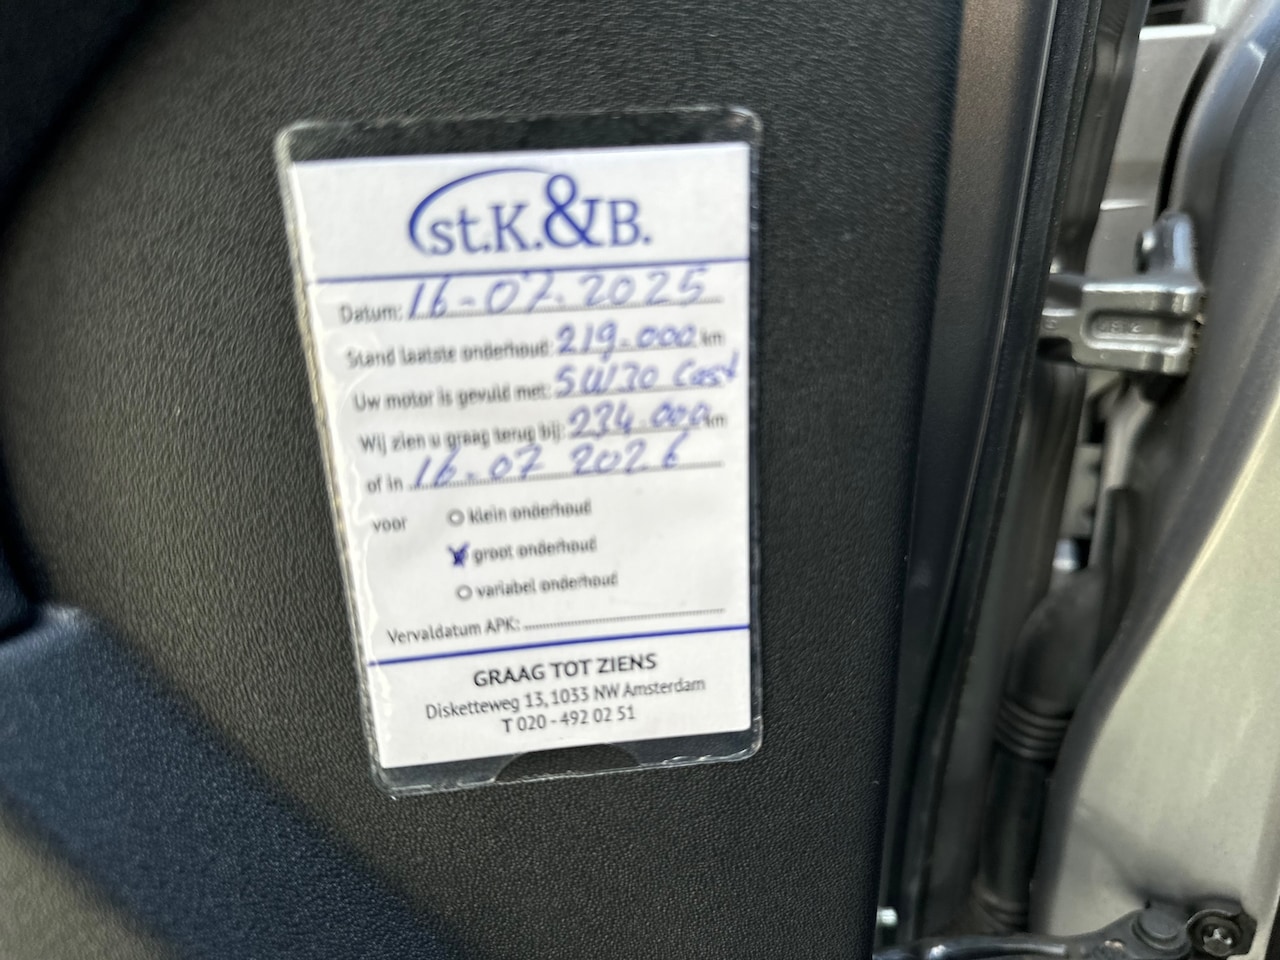 st.K.&B.
Datum: 16-07-2025
Stand laatste onderhoud: 219.000 km
Uw motor is gevuld met: 5W30 Cast
Wij zien u graag terug bij: 234.000 km
of in 16-07 2026
voor klein onderhoud
groot onderhoud
variabel onderhoud
Vervaldatum APK:
GRAAG TOT ZIENS
Disketteweg 13, 1033 NW Amsterdam
T 020 - 492 02 51